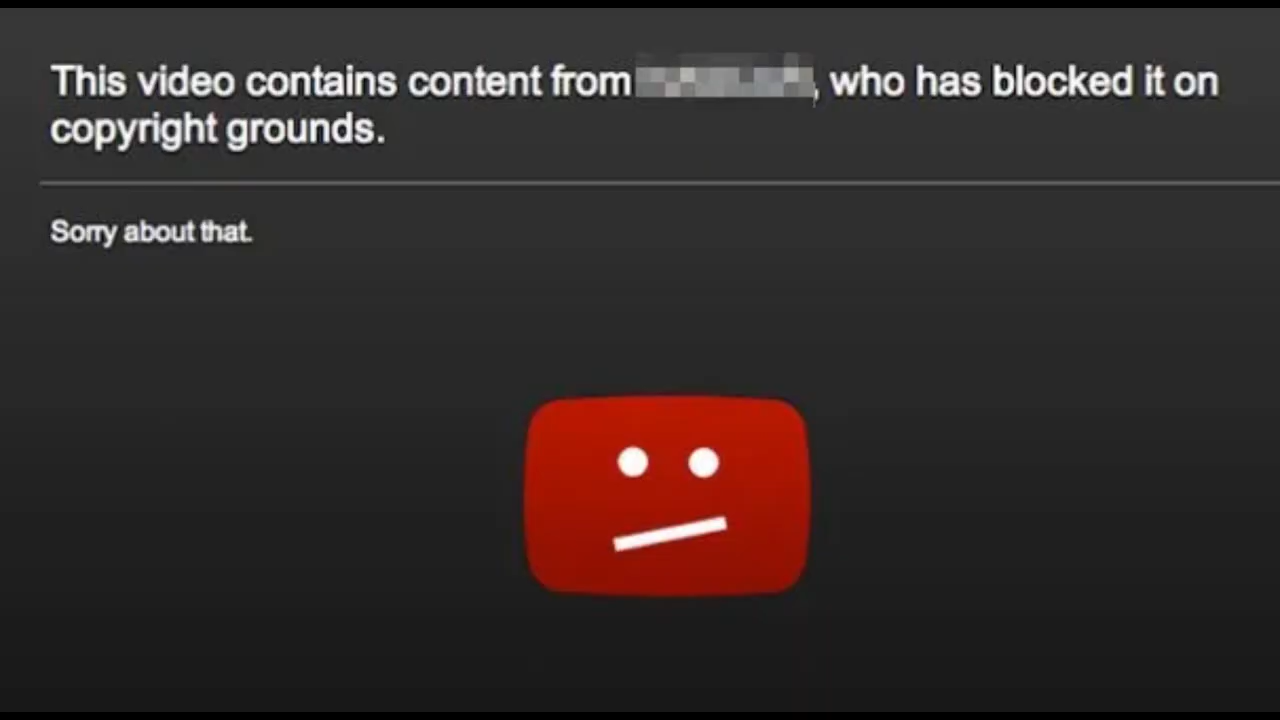 This video contains content from , who has blocked it on
copyright grounds.
Sorry about that.